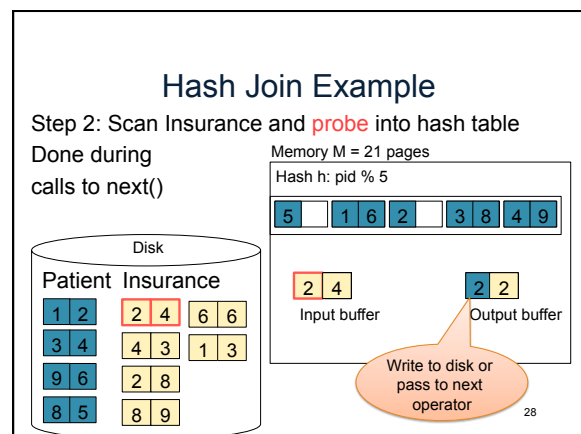 Hash Join Example
Step 2: Scan Insurance and probe into hash table
Done during
calls to next()
Memory M = 21 pages
Hash h: pid % 5
5 1 6 2 3 8 4 9
Disk
Patient Insurance
1 2 2 4 6 6
3 4 4 3 1 3
9 6 2 8
8 5 8 9
2 4 2 2
Input buffer Output buffer
Write to disk or
pass to next
operator
28